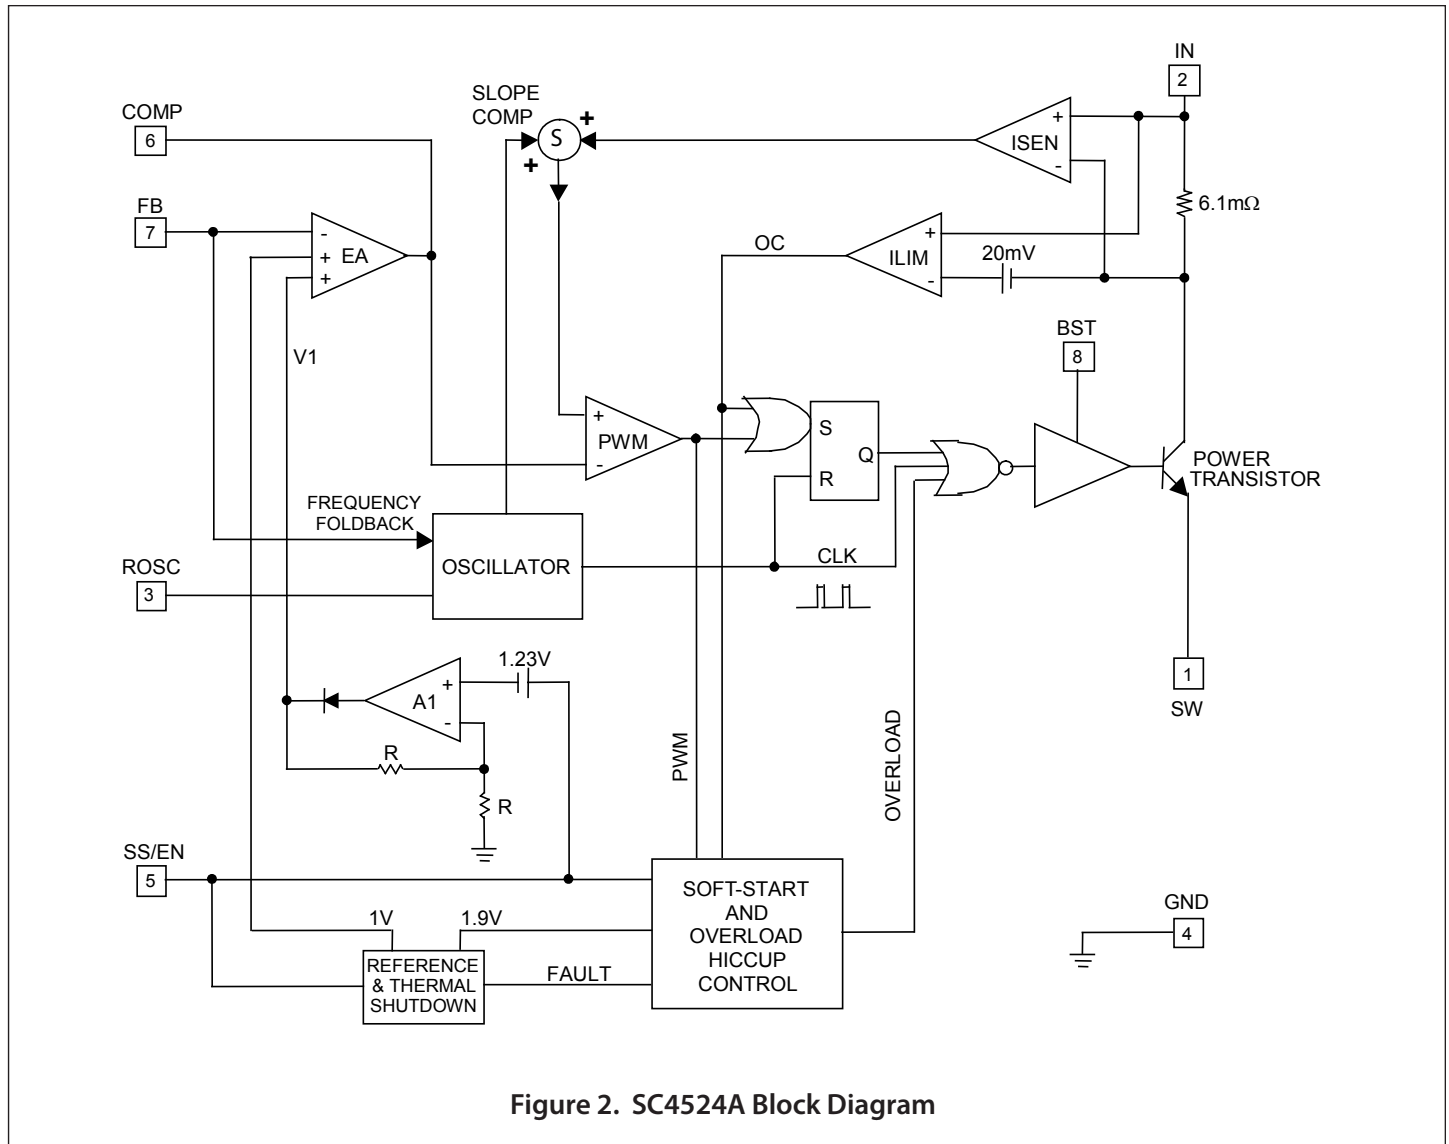 IN
2
SLOPE
COMP
+
COMP
6
S
+
ISEN
-
+
FB
7
6.1mΩ
-
+
+
EA
OC
+
ILIM
-
20mV
V1
BST
8
+
PWM
-
S
Q
R
POWER
TRANSISTOR
FREQUENCY
FOLDBACK
CLK
OSCILLATOR
ROSC
3
1.23V
+
A1
-
1
SW
R
R
PWM
OVERLOAD
SS/EN
5
SOFT-START
AND
OVERLOAD
HICCUP
CONTROL
GND
4
1V
1.9V
REFERENCE
& THERMAL
SHUTDOWN
FAULT
Figure 2. SC4524A Block Diagram